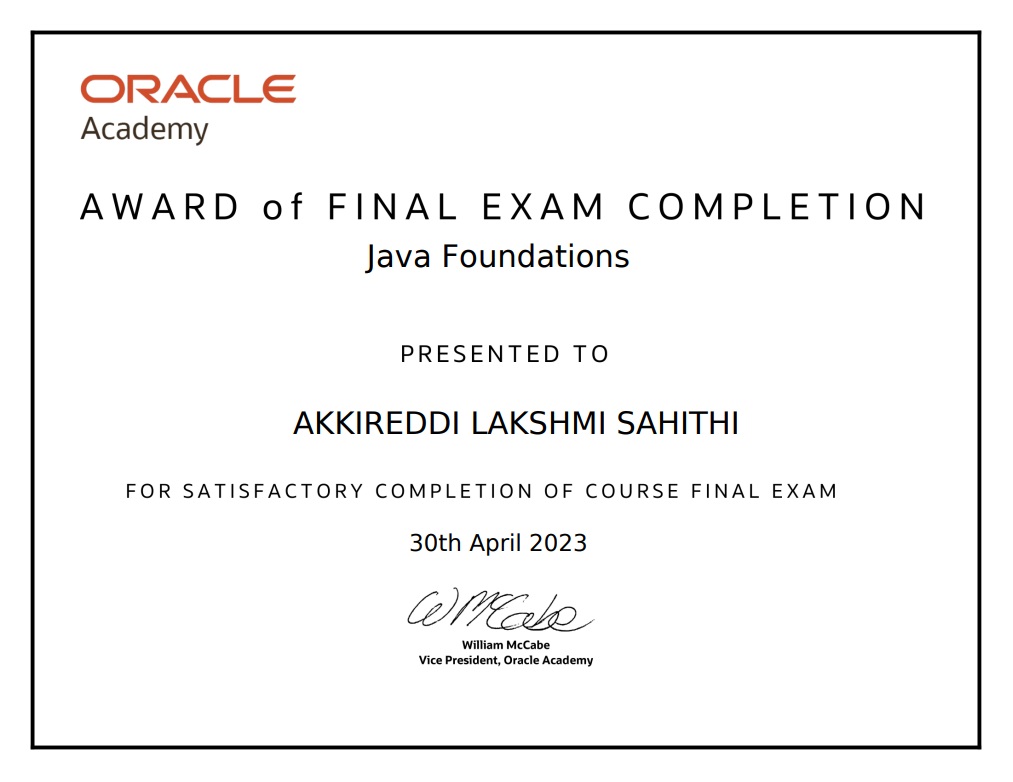 ORACLE
Academy
AWARD of FINAL EXAM COMPLETION
Java Foundations
PRESENTED TO
AKKIREDDI LAKSHMI SAHITHI
FOR SATISFACTORY COMPLETION OF COURSE FINAL EXAM
30th April 2023
W McCabe
William McCabe
Vice President, Oracle Academy